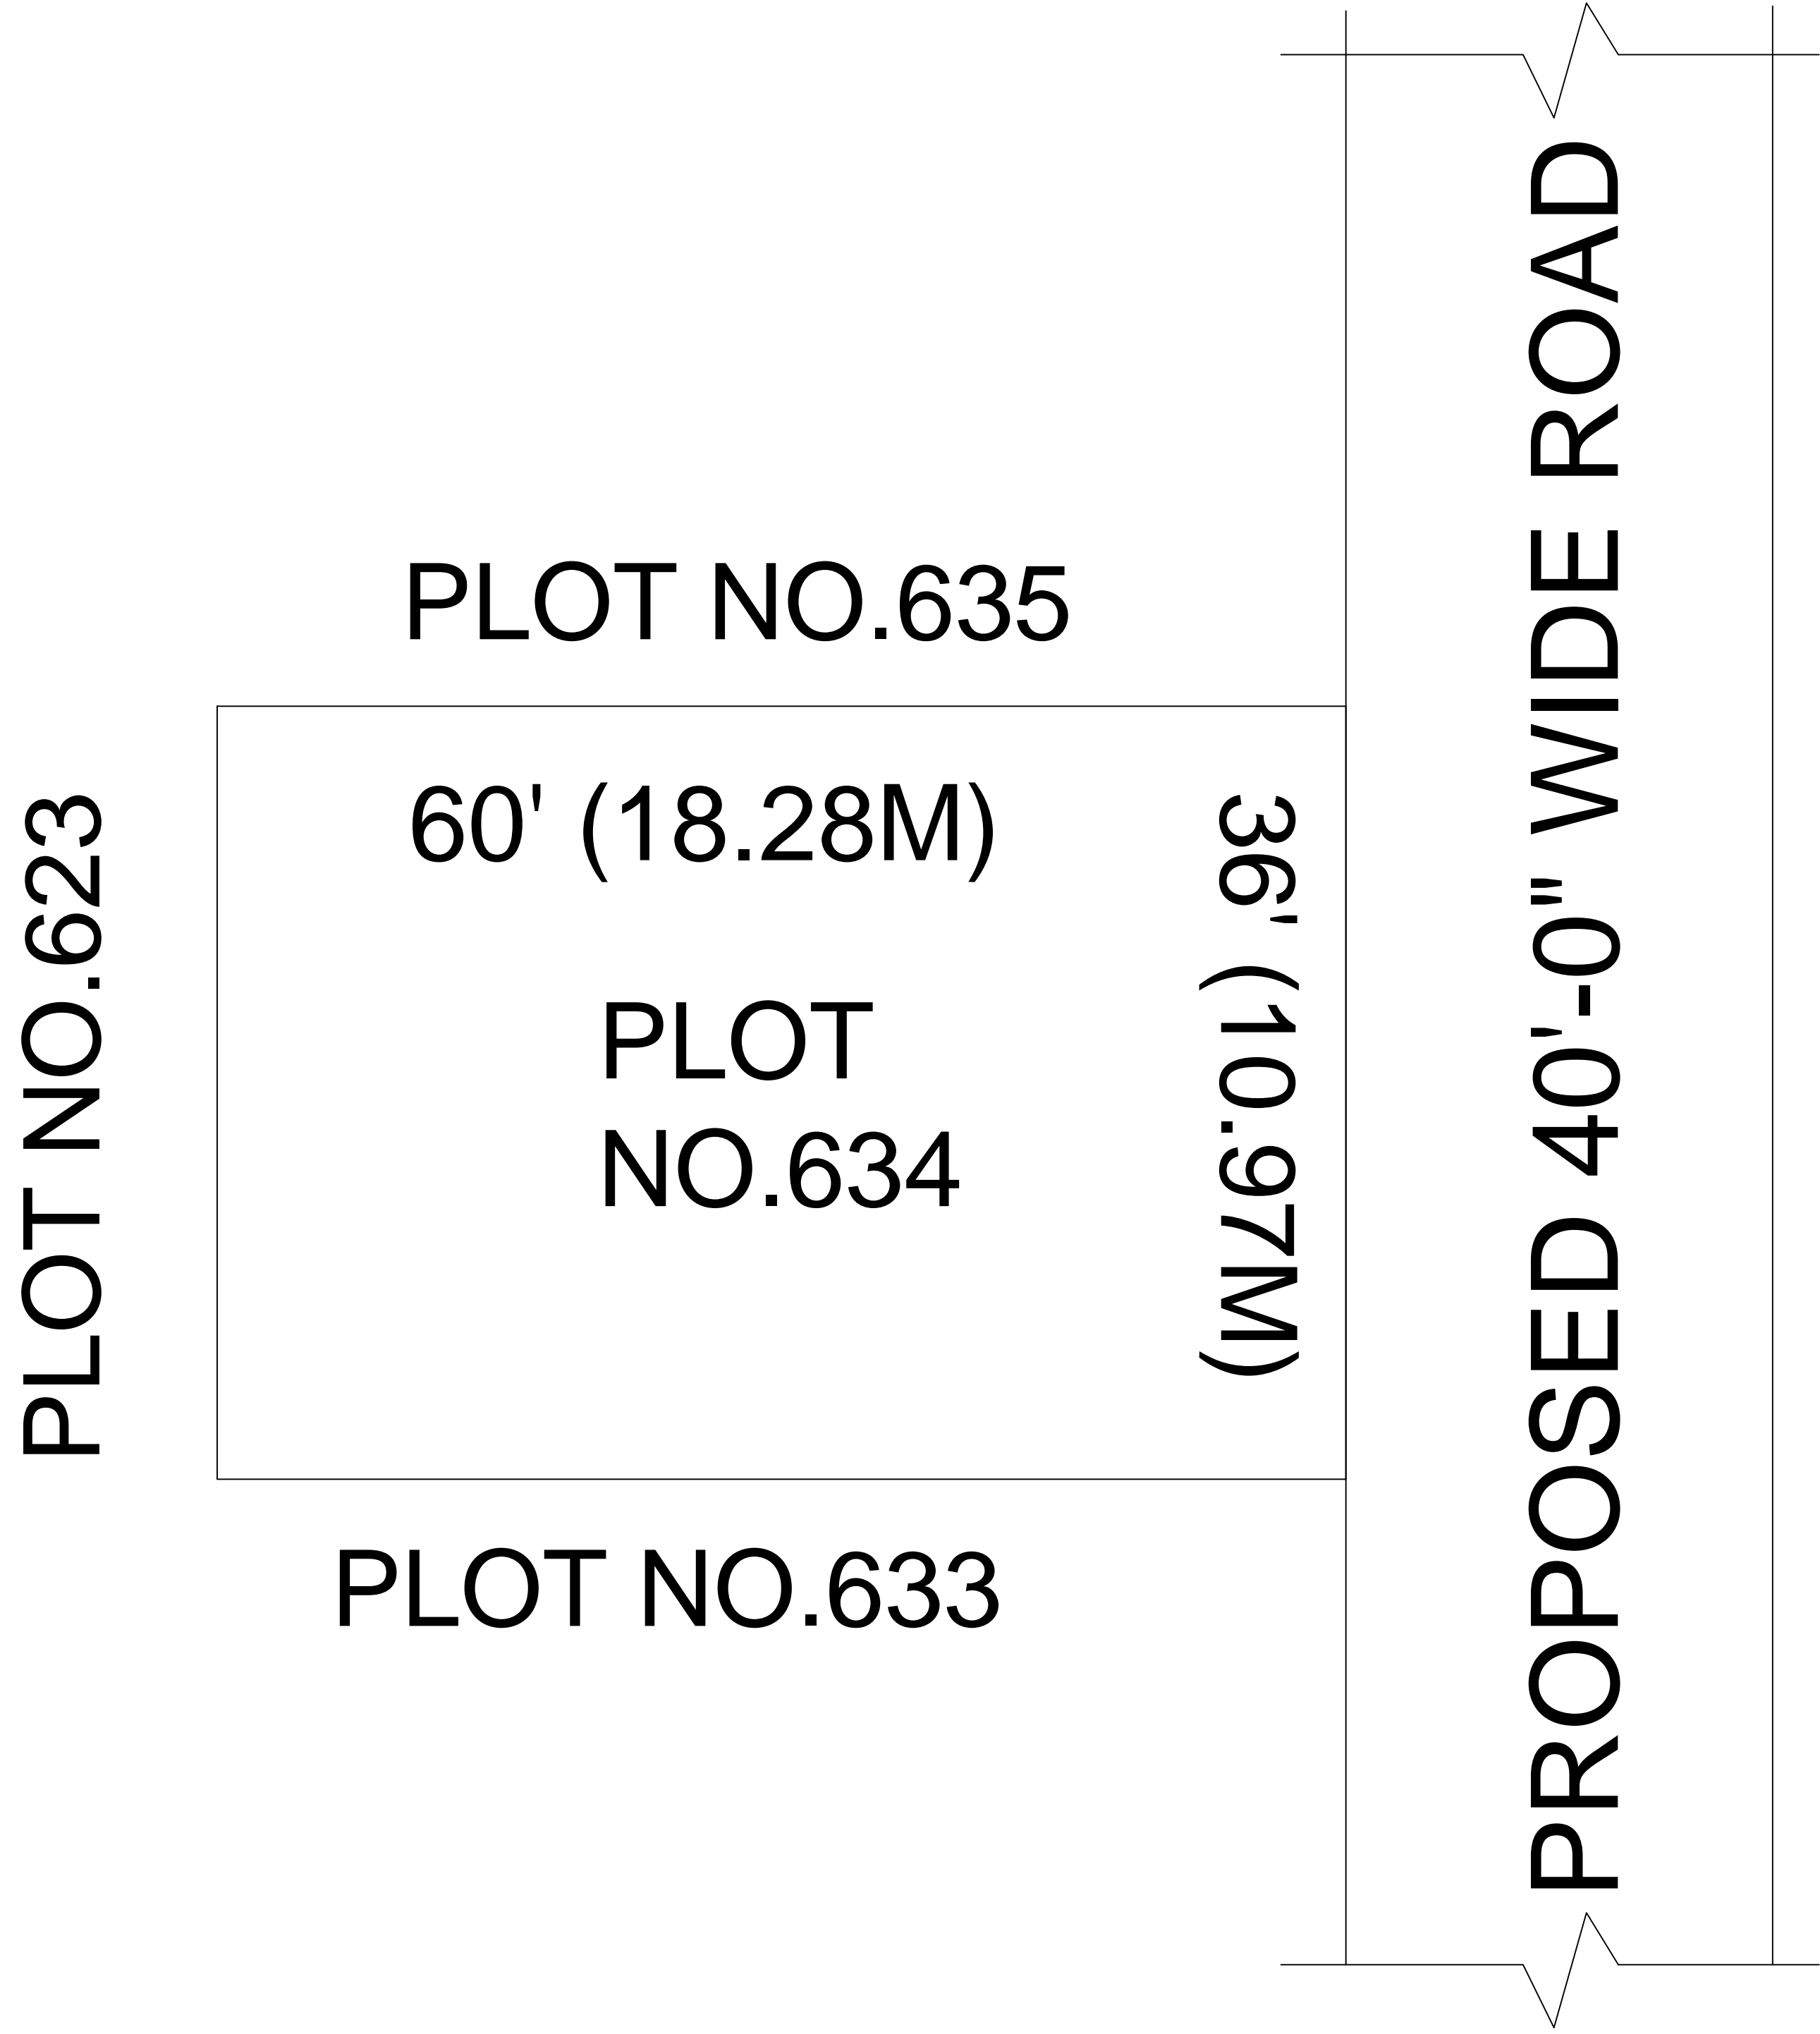 PLOT NO.635
60' (18.28M)
36' (10.97M)
PLOT
NO.634
PLOT NO.623
PLOT NO.633
PROPOSED 40'-0" WIDE ROAD